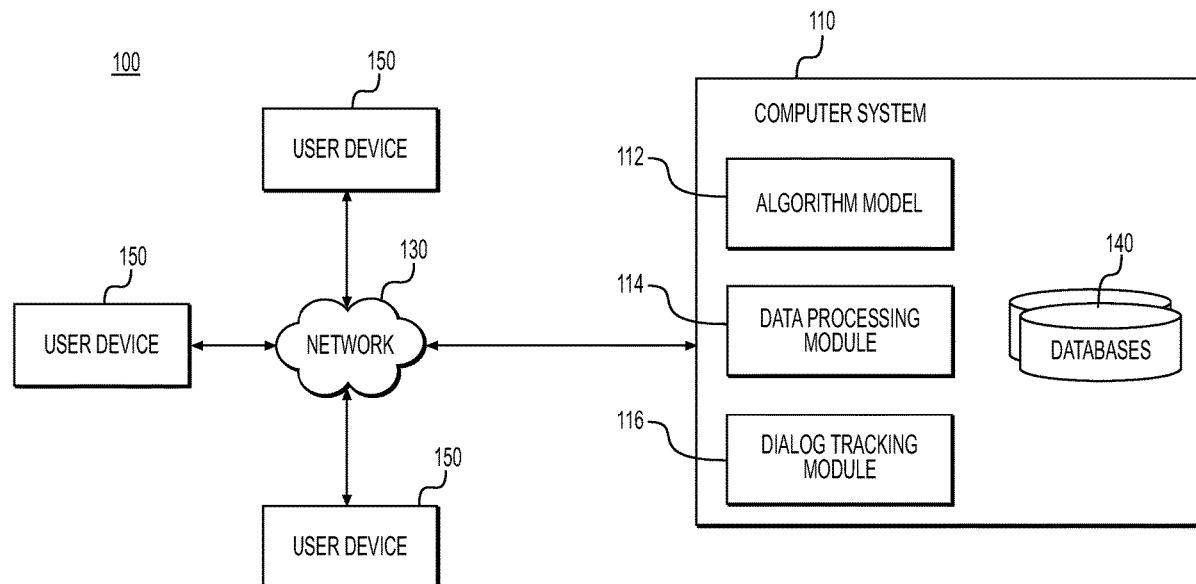 100
150
USER DEVICE
110
COMPUTER SYSTEM
112
ALGORITHM MODEL
150
USER DEVICE
130
NETWORK
114
DATA PROCESSING
MODULE
140
DATABASES
116
DIALOG TRACKING
MODULE
150
USER DEVICE